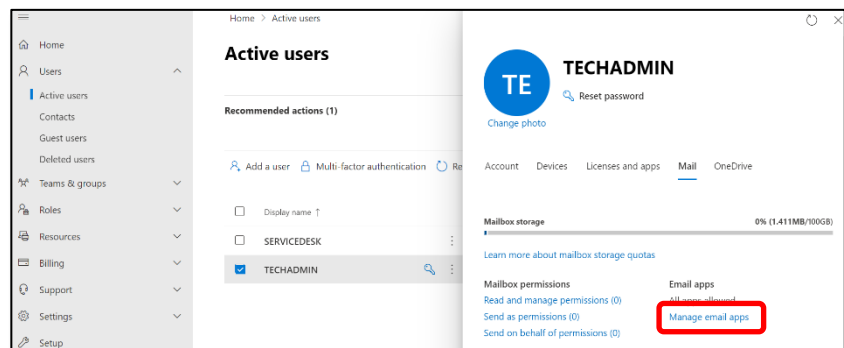 Home
Users
Active users
Contacts
Guest users
Deleted users
Teams & groups
Roles
Resources
Billing
Support
Settings
Setup
Home > Active users
Active users
Recommended actions (1)
Add a user Multi-factor authentication Re
Display name ↑
SERVICEDESK
TECHADMIN
TE
TECHADMIN
Reset password
Change photo
Account Devices Licenses and apps Mail OneDrive
Mailbox storage 0% (1.411MB/100GB)
Learn more about mailbox storage quotas
Mailbox permissions
Read and manage permissions (0)
Send as permissions (0)
Send on behalf of permissions (0)
Email apps
All apps allowed
Manage email apps